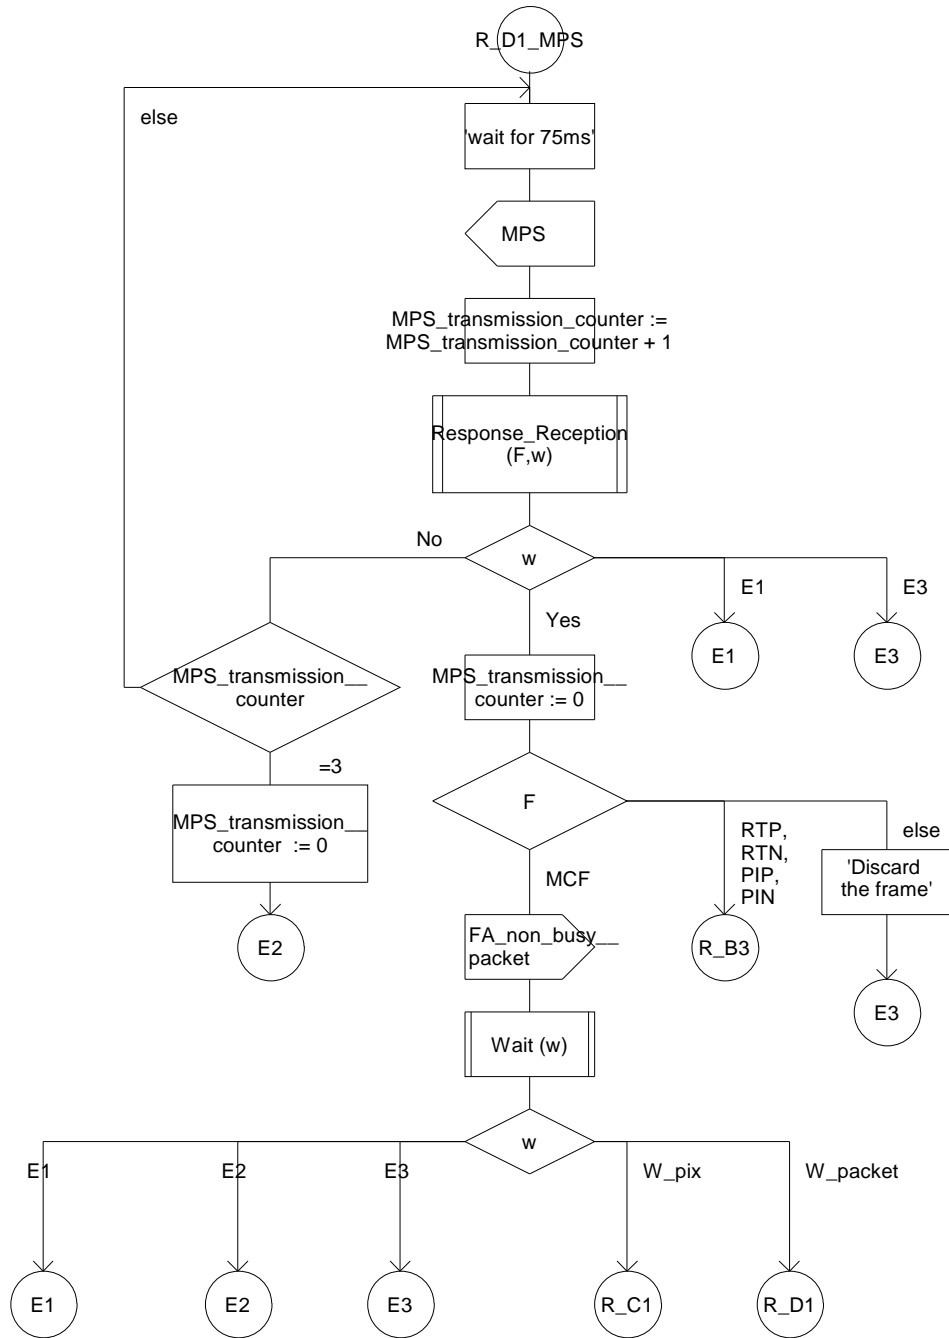 R_D1_MPS
else
'wait for 75ms'
MPS
MPS_transmission_counter :=
MPS_transmission_counter + 1
Response_Reception
(F,w)
No
w
E1
E3
Yes
E1
E3
MPS_transmission__
counter
MPS_transmission__
counter := 0
=3
MPS_transmission__
counter := 0
F
RTP,
RTN,
PIP,
PIN
else
'Discard
the frame'
MCF
E2
FA_non_busy__
packet
R_B3
E3
Wait (w)
w
E1
E2
E3
W_pix
W_packet
E1
E2
E3
R_C1
R_D1